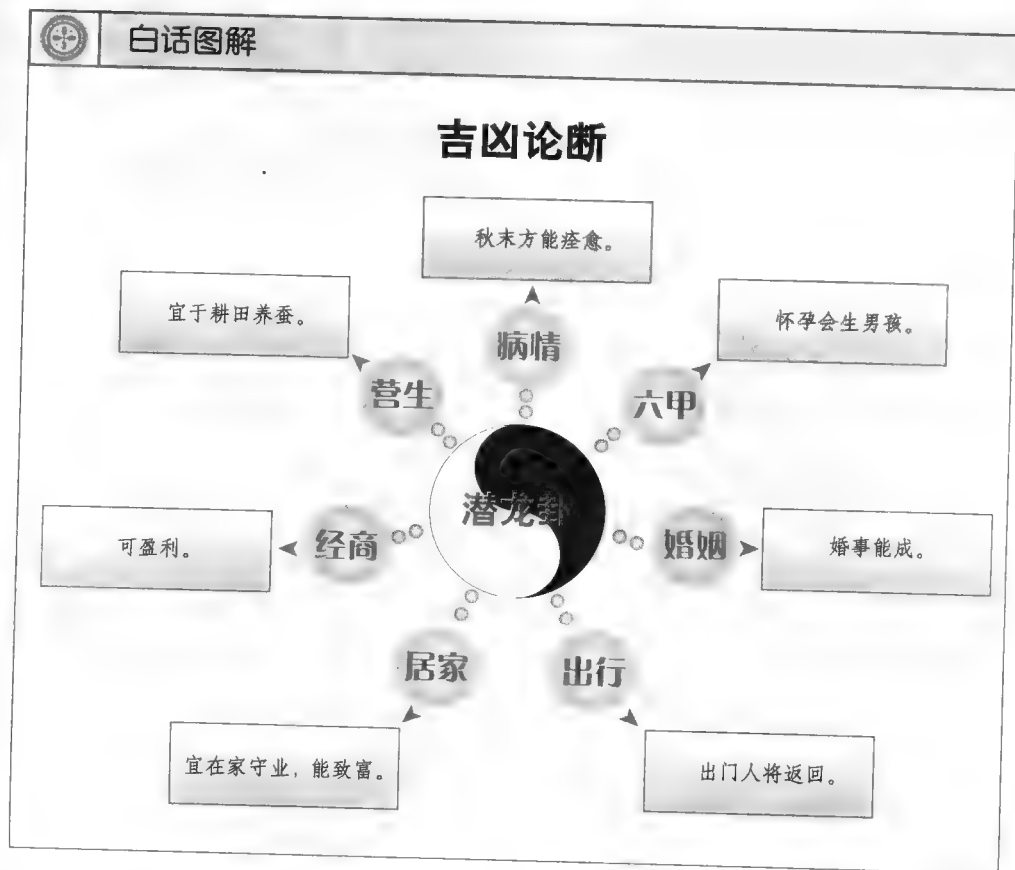 白话图解
吉凶论断
秋末方能痊愈。
病情
怀孕会生男孩。
六甲
婚姻
婚事能成。
出行
出门人将返回。
居家
宜在家守业，能致富。
经商
可盈利。
营生
宜于耕田养蚕。
潜龙卦